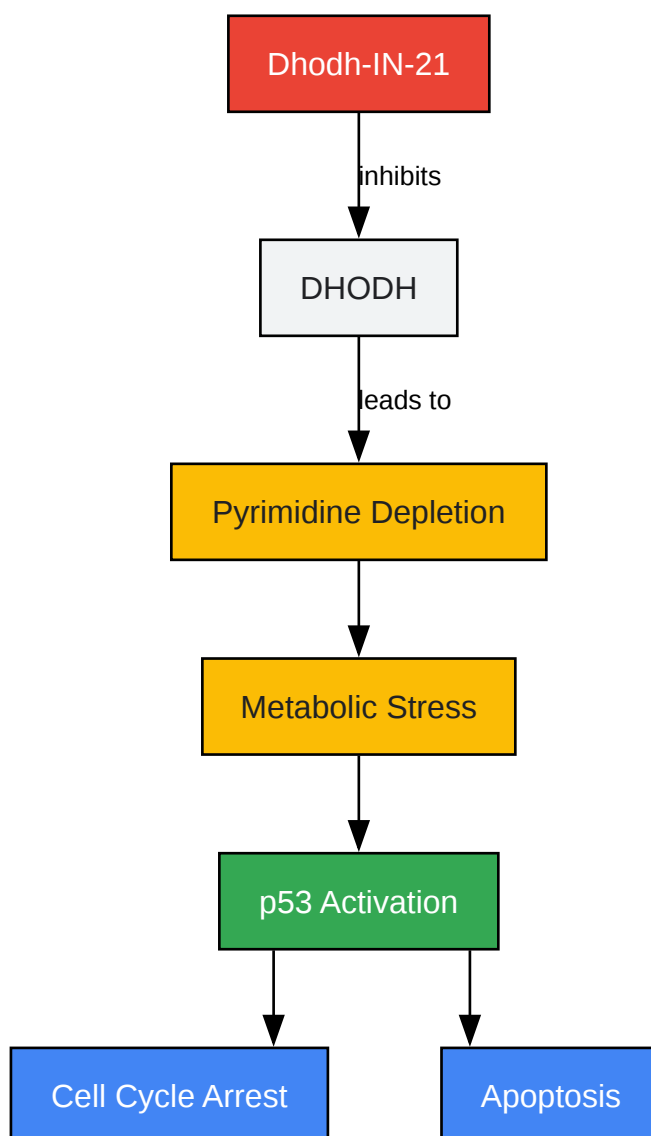 Dhodh-IN-21
inhibits
DHODH
leads to
Pyrimidine Depletion
Metabolic Stress
p53 Activation
Cell Cycle Arrest
Apoptosis